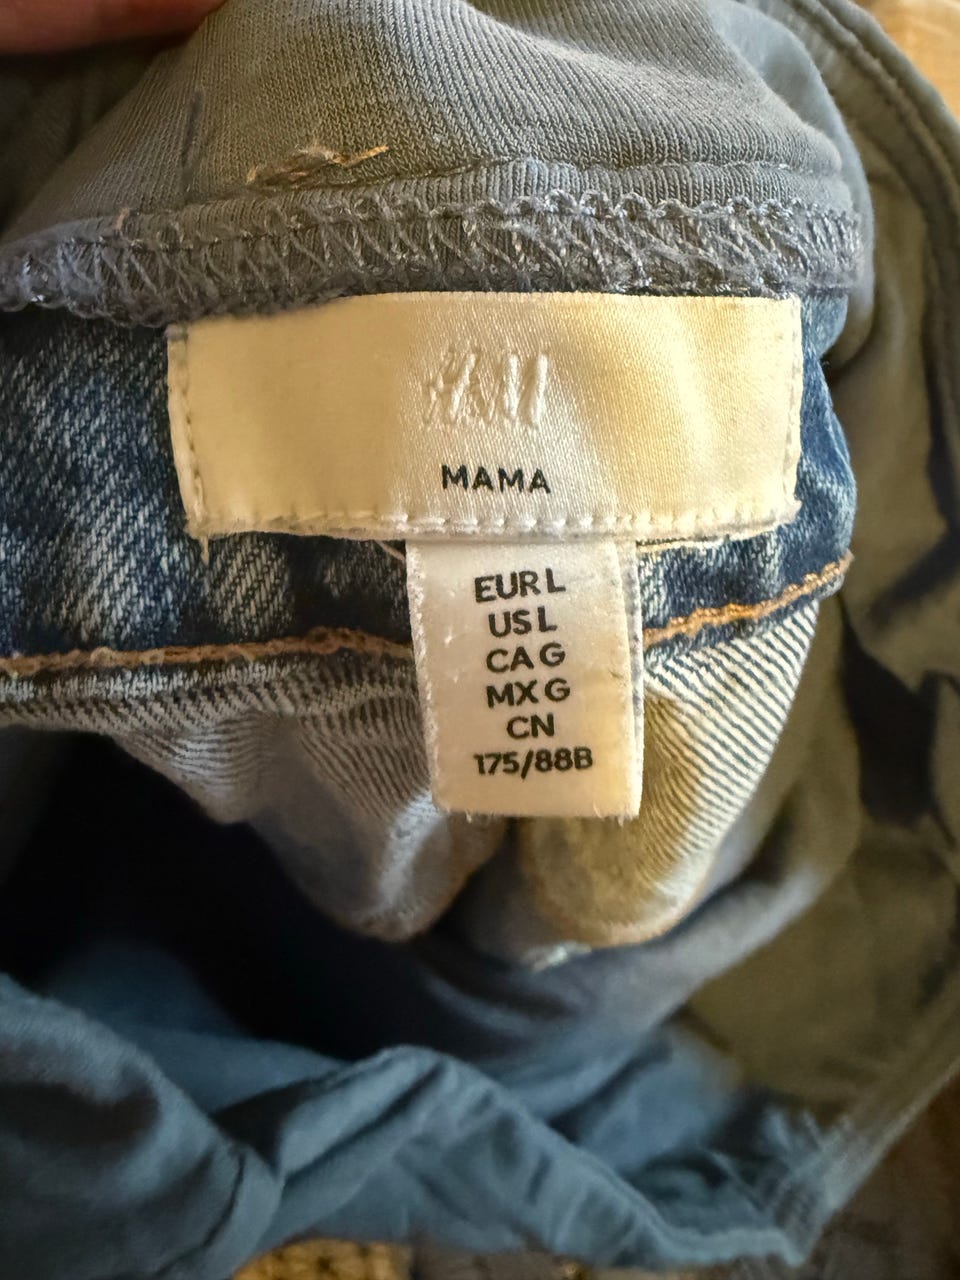 H&M
MAMA
EUR L
US L
CA G
MX G
CN
175/88B